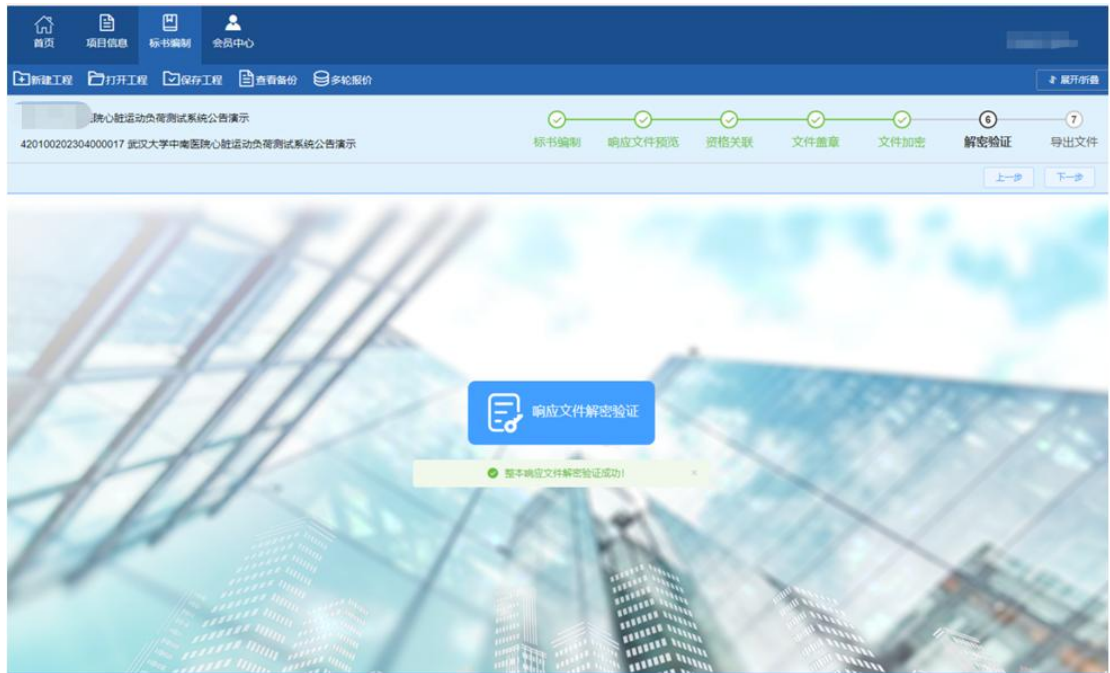 首页 项目信息 标书编制 会员中心
新建工程 打开工程 保存工程 查看备份 多轮报价 展开/折叠
院心脏运动负荷测试系统公告演示
420100202304000017 武汉大学中南医院心脏运动负荷测试系统公告演示
6 7
标书编制 响应文件预览 资格关联 文件盖章 文件加密 解密验证 导出文件
上一步 下一步
响应文件解密验证
整本响应文件解密验证成功!